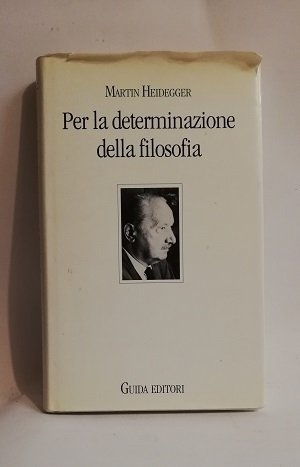 MARTIN HEIDEGGER
Per la determinazione
della filosofia
GUIDA EDITORI